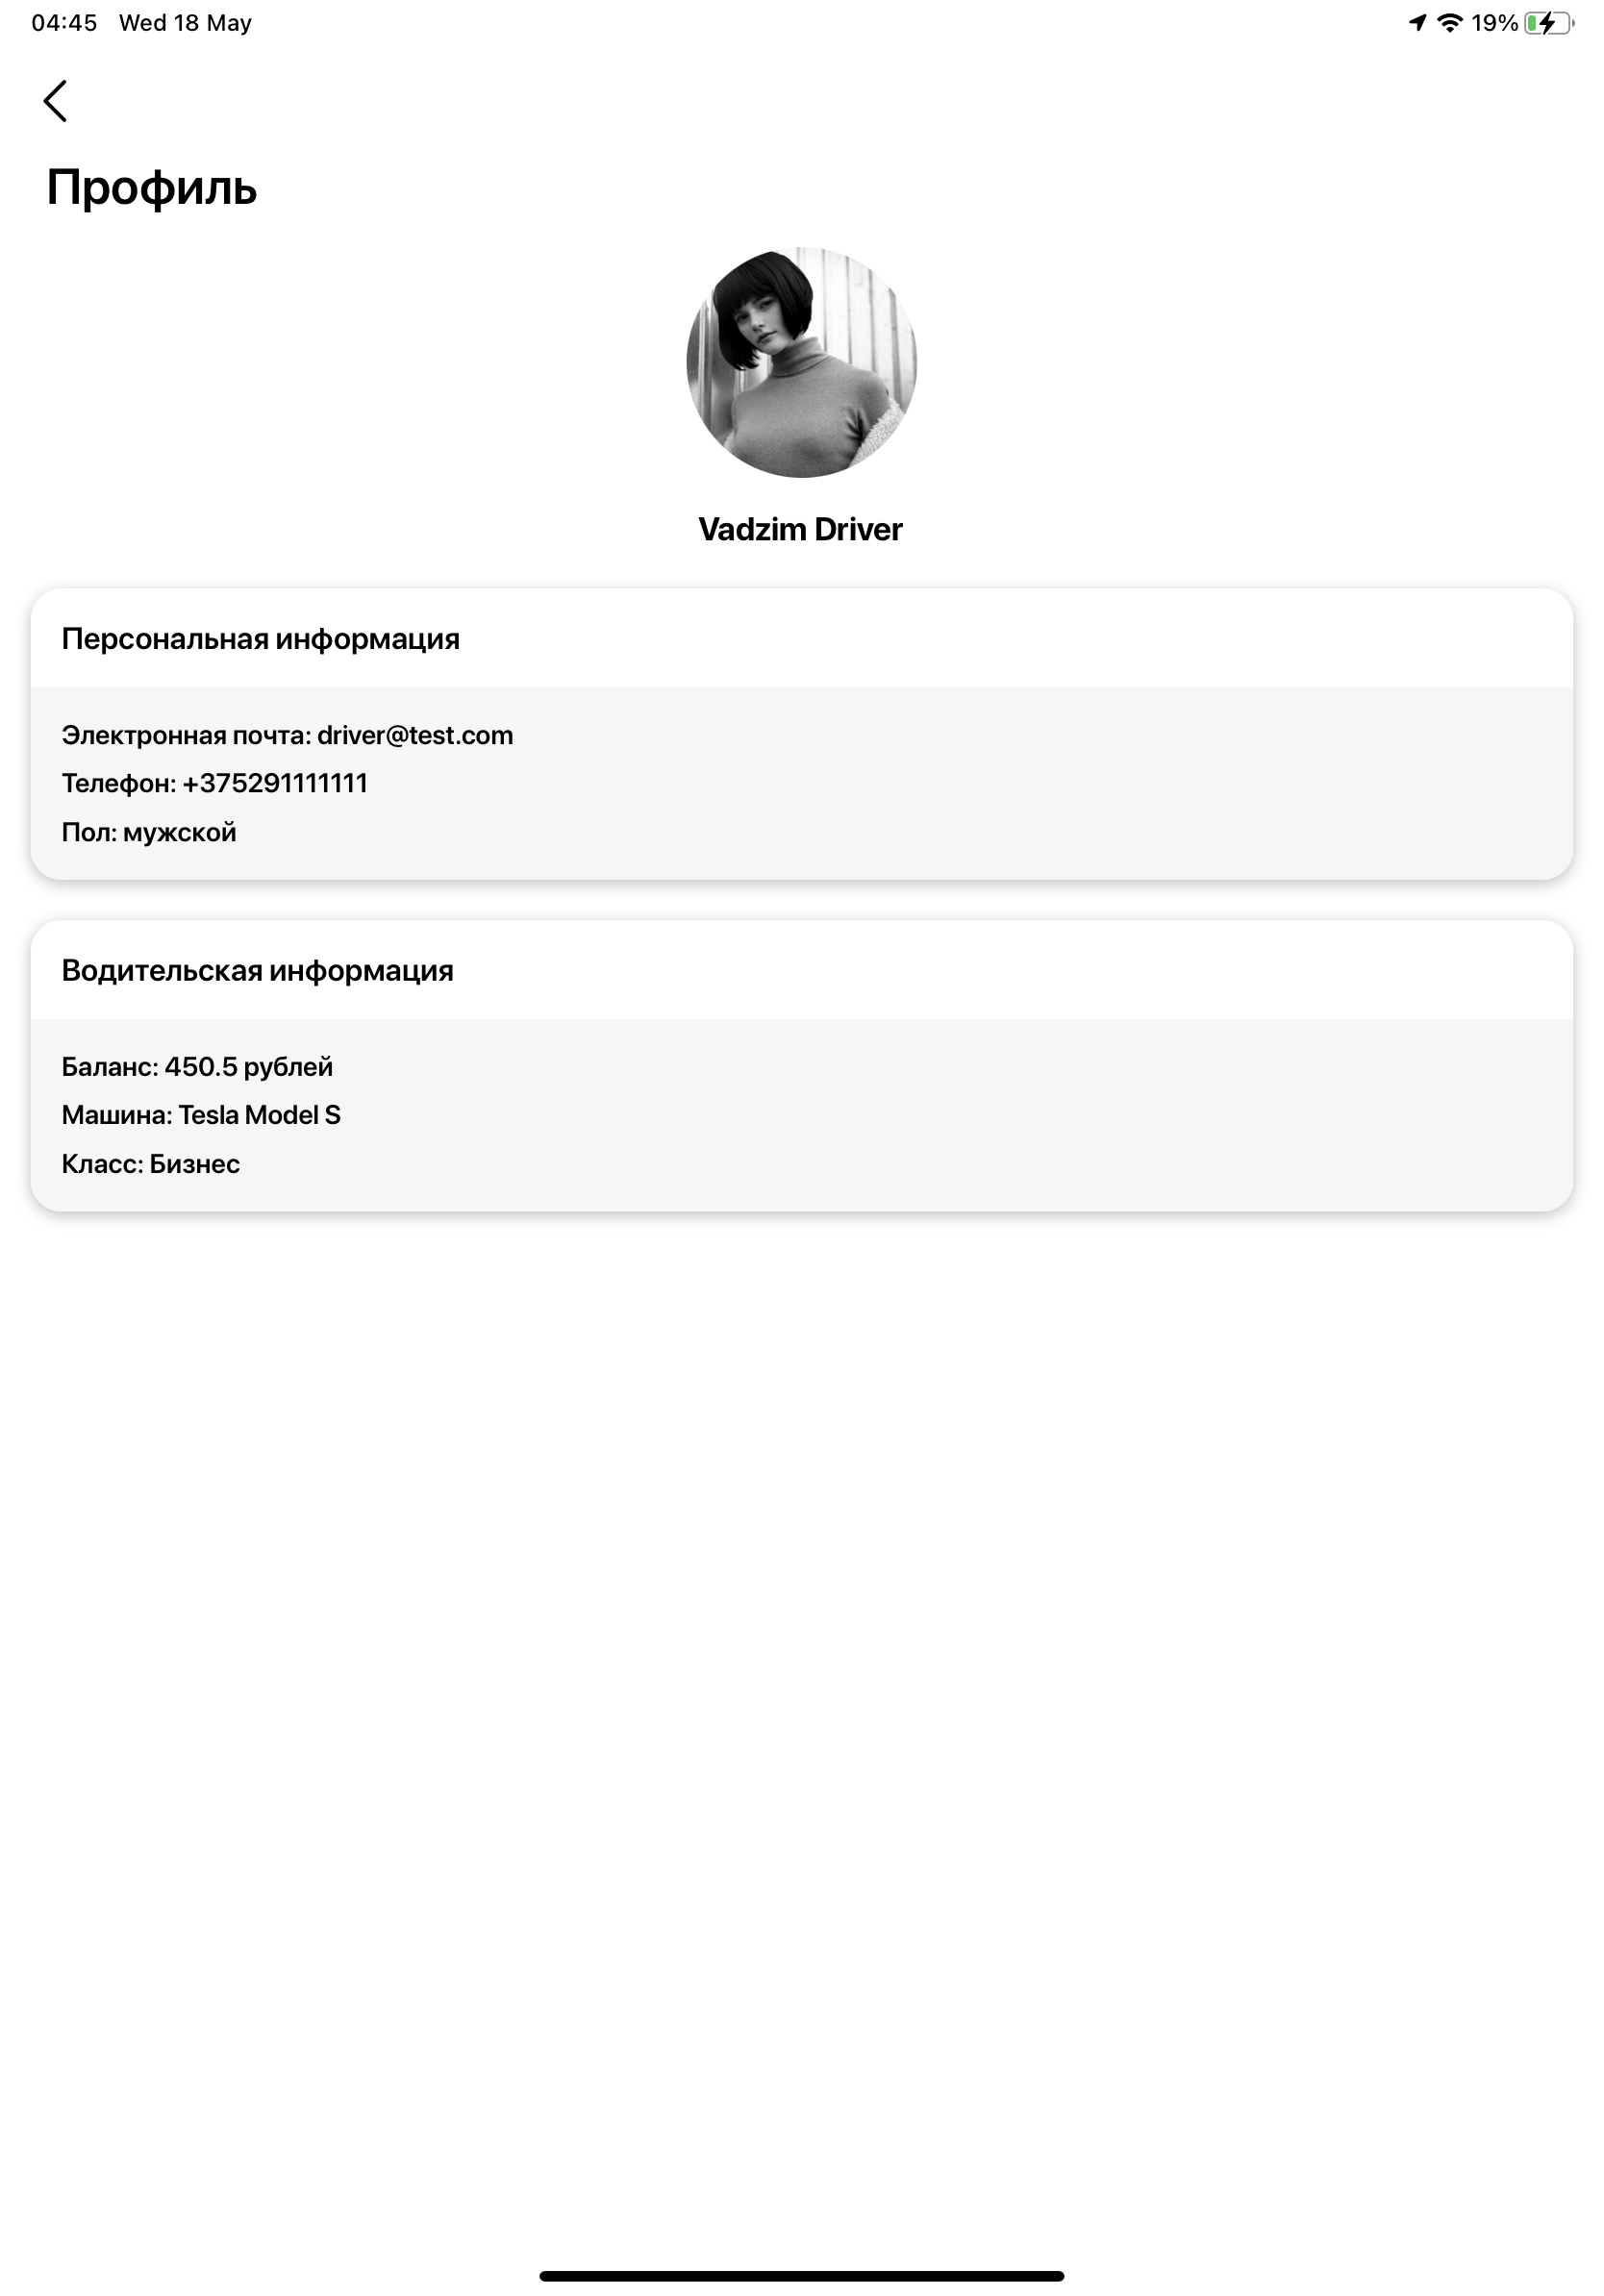 04:45 Wed 18 May 19%
Профиль
Vadzim Driver
Персональная информация
Электронная почта: driver@test.com
Телефон: +375291111111
Пол: мужской
Водительская информация
Баланс: 450.5 рублей
Машина: Tesla Model S
Класс: Бизнес